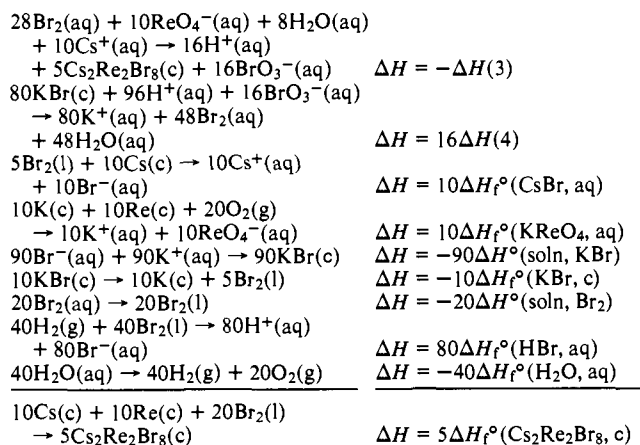 28Br₂(aq) + 10ReO₄⁻(aq) + 8H₂O(aq)
+ 10Cs⁺(aq) → 16H⁺(aq)
+ 5Cs₂Re₂Br₈(c) + 16BrO₃⁻(aq) ΔH = −ΔH(3)
80KBr(c) + 96H⁺(aq) + 16BrO₃⁻(aq)
→ 80K⁺(aq) + 48Br₂(aq)
+ 48H₂O(aq) ΔH = 16ΔH(4)
5Br₂(l) + 10Cs(c) → 10Cs⁺(aq)
+ 10Br⁻(aq) ΔH = 10ΔH_f°(CsBr, aq)
10K(c) + 10Re(c) + 20O₂(g)
→ 10K⁺(aq) + 10ReO₄⁻(aq) ΔH = 10ΔH_f°(KReO₄, aq)
90Br⁻(aq) + 90K⁺(aq) → 90KBr(c) ΔH = −90ΔH°(soln, KBr)
10KBr(c) → 10K(c) + 5Br₂(l) ΔH = −10ΔH_f°(KBr, c)
20Br₂(aq) → 20Br₂(l) ΔH = −20ΔH°(soln, Br₂)
40H₂(g) + 40Br₂(l) → 80H⁺(aq)
+ 80Br⁻(aq) ΔH = 80ΔH_f°(HBr, aq)
40H₂O(aq) → 40H₂(g) + 20O₂(g) ΔH = −40ΔH_f°(H₂O, aq)
10Cs(c) + 10Re(c) + 20Br₂(l)
→ 5Cs₂Re₂Br₈(c) ΔH = 5ΔH_f°(Cs₂Re₂Br₈, c)